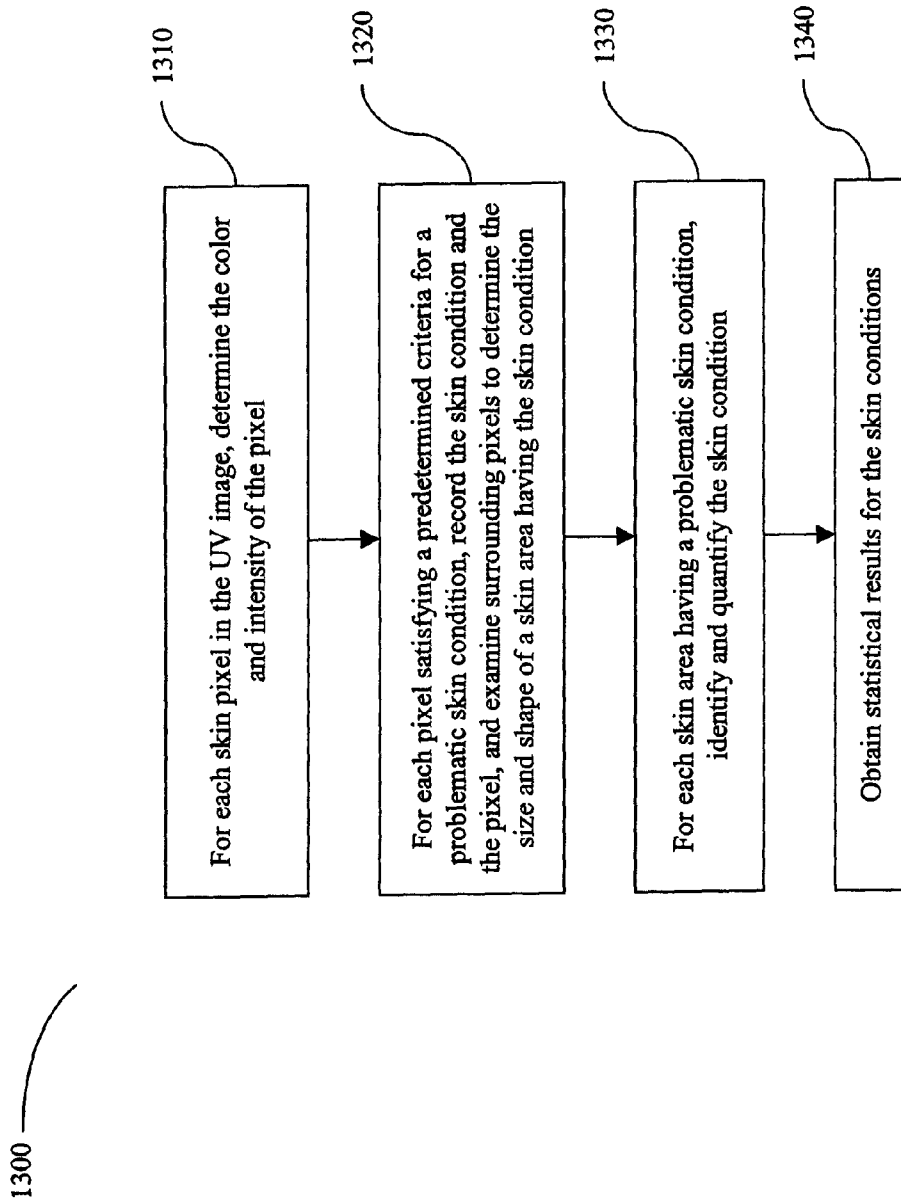 1300
1310
For each skin pixel in the UV image, determine the color
and intensity of the pixel
1320
For each pixel satisfying a predetermined criteria for a
problematic skin condition, record the skin condition and
the pixel, and examine surrounding pixels to determine the
size and shape of a skin area having the skin condition
1330
For each skin area having a problematic skin condition,
identify and quantify the skin condition
1340
Obtain statistical results for the skin conditions